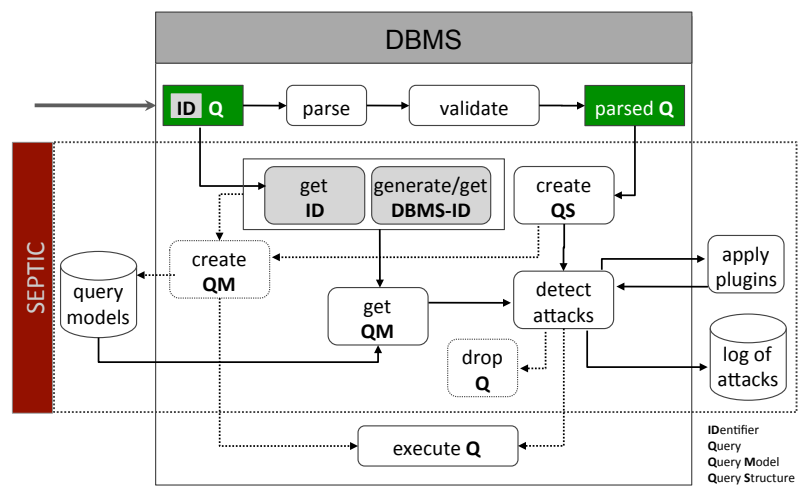 DBMS
ID Q
parse
validate
parsed Q
SEPTIC
get
ID
generate/get
DBMS-ID
create
QS
create
QM
query
models
get
QM
detect
attacks
apply
plugins
drop
Q
log of
attacks
execute Q
IDentifier
Query
Query Model
Query Structure